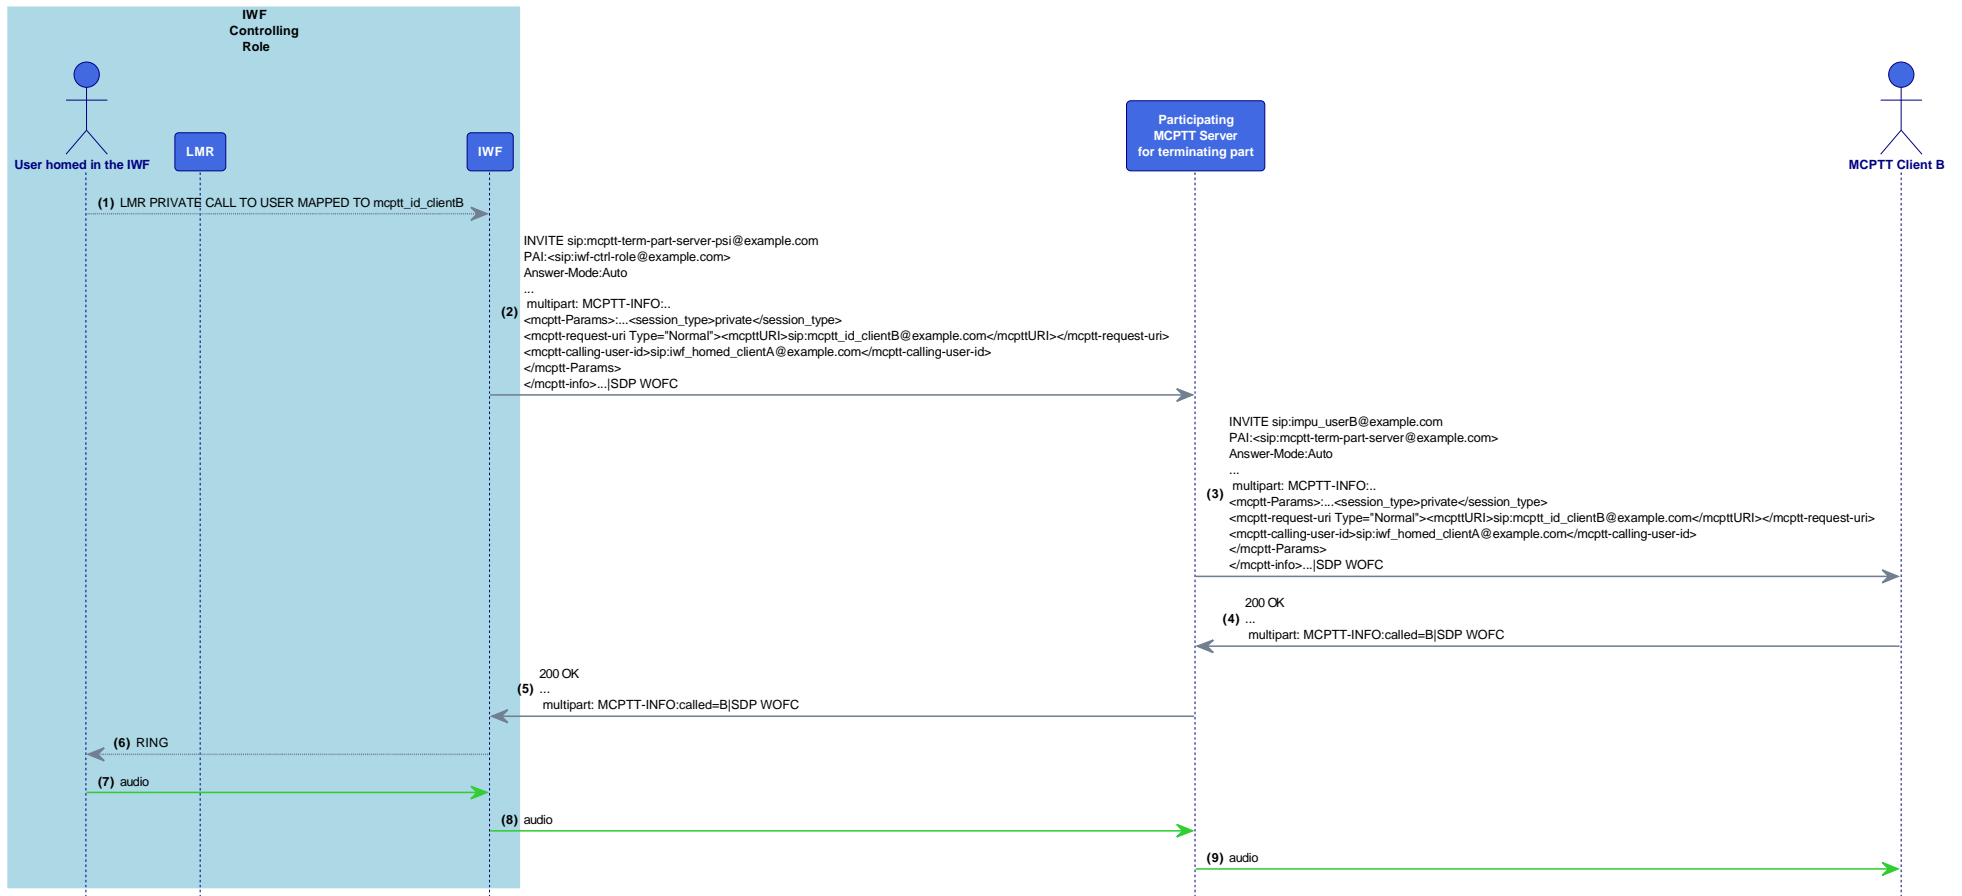 IWF
Controlling
Role
User homed in the IWF
LMR
IWF
Participating
MCPTT Server
for terminating part
MCPTT Client B
(1) LMR PRIVATE CALL TO USER MAPPED TO mcptt_id_clientB
INVITE sip:mcptt-term-part-server-psi@example.com
PAI:<sip:iwf-ctrl-role@example.com>
Answer-Mode:Auto
...
(2) multipart: MCPTT-INFO:..
<mcptt-Params>:...<session_type>private</session_type>
<mcptt-request-uri Type="Normal"><mcpttURI>sip:mcptt_id_clientB@example.com</mcpttURI></mcptt-request-uri>
<mcptt-calling-user-id>sip:iwf_homed_clientA@example.com</mcptt-calling-user-id>
</mcptt-Params>
</mcptt-info>...|SDP WOFC
INVITE sip:impu_userB@example.com
PAI:<sip:mcptt-term-part-server@example.com>
Answer-Mode:Auto
...
(3) multipart: MCPTT-INFO:..
<mcptt-Params>:...<session_type>private</session_type>
<mcptt-request-uri Type="Normal"><mcpttURI>sip:mcptt_id_clientB@example.com</mcpttURI></mcptt-request-uri>
<mcptt-calling-user-id>sip:iwf_homed_clientA@example.com</mcptt-calling-user-id>
</mcptt-Params>
</mcptt-info>...|SDP WOFC
200 OK
(4) ...
multipart: MCPTT-INFO:called=B|SDP WOFC
200 OK
(5) ...
multipart: MCPTT-INFO:called=B|SDP WOFC
(6) RING
(7) audio
(8) audio
(9) audio